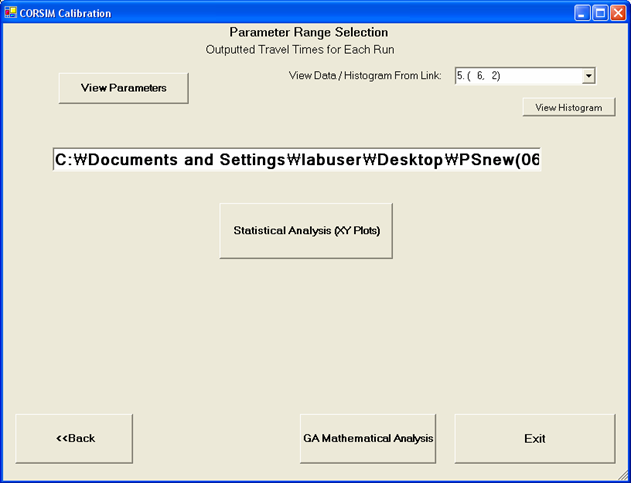 CORSIM Calibration
Parameter Range Selection
Outputted Travel Times for Each Run
View Parameters
View Data / Histogram From Link:
5. ( 6, 2)
View Histogram
C:₩Documents and Settings₩labuser₩Desktop₩PSnew(06
Statistical Analysis (XY Plots)
<<Back
GA Mathematical Analysis
Exit